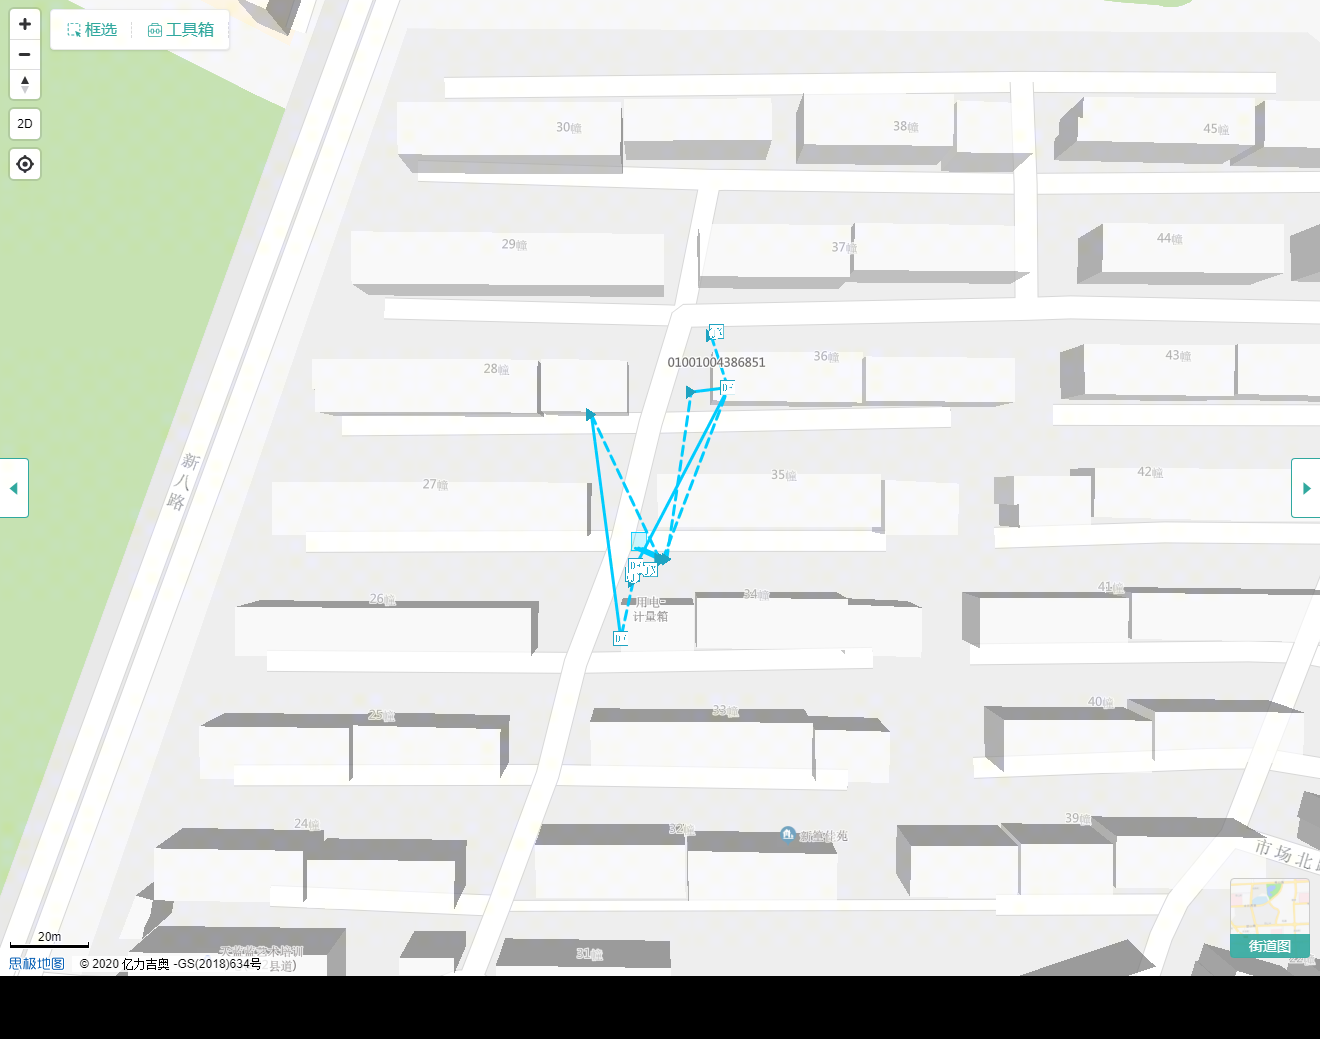 框选
工具箱
2D
30幢
38幢
45幢
29幢
37幢
44幢
01001004386851
36幢
43幢
28幢
新八路
27幢
35幢
42幢
26幢
34幢
41幢
用电-
计量箱
25幢
33幢
40幢
24幢
32幢
39幢
市场北路
31幢
县道)
20m
思极地图
© 2020 亿力吉奥 -GS(2018)634号
街道图